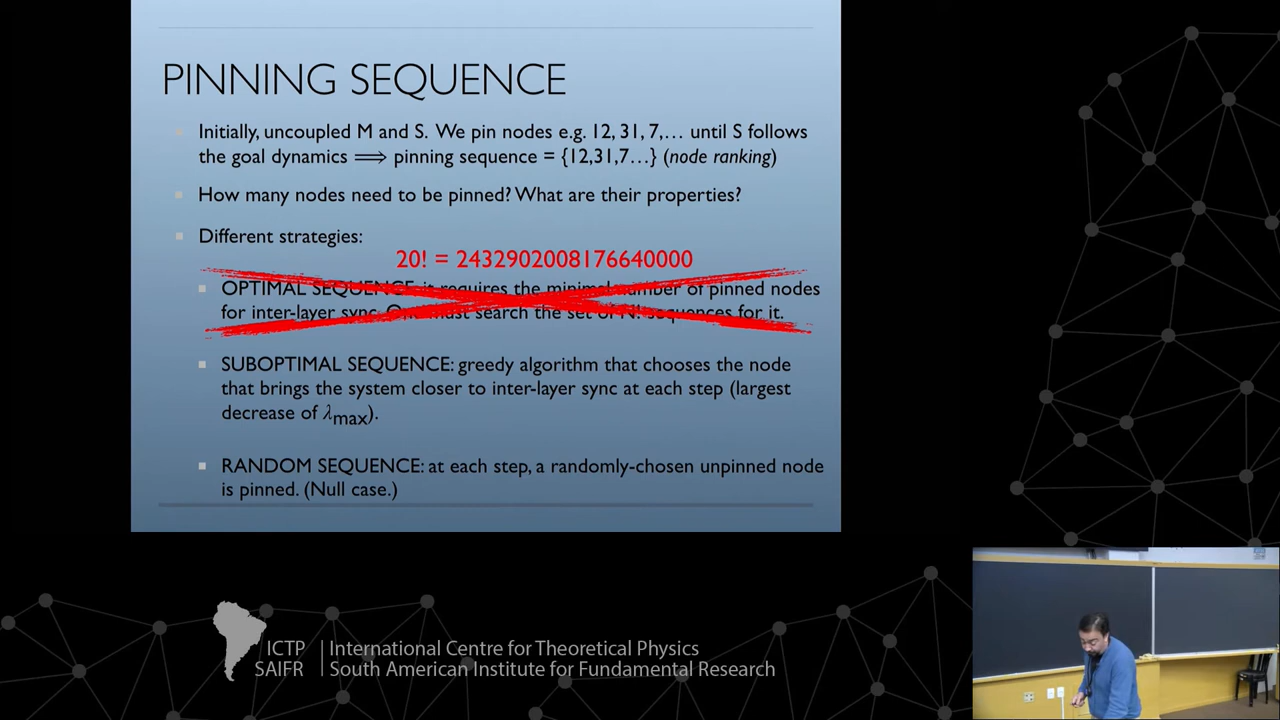 PINNING SEQUENCE
Initially, uncoupled M and S. We pin nodes e.g. 12, 31, 7,… until S follows
the goal dynamics ⟹ pinning sequence = {12,31,7…} (node ranking)
How many nodes need to be pinned? What are their properties?
Different strategies:
20! = 2432902008176640000
OPTIMAL SEQUENCE: it requires the minimal number of pinned nodes
for inter-layer sync. One must search the set of N! sequences for it.
SUBOPTIMAL SEQUENCE: greedy algorithm that chooses the node
that brings the system closer to inter-layer sync at each step (largest
decrease of λmax).
RANDOM SEQUENCE: at each step, a randomly-chosen unpinned node
is pinned. (Null case.)
ICTP | International Centre for Theoretical Physics
SAIFR | South American Institute for Fundamental Research